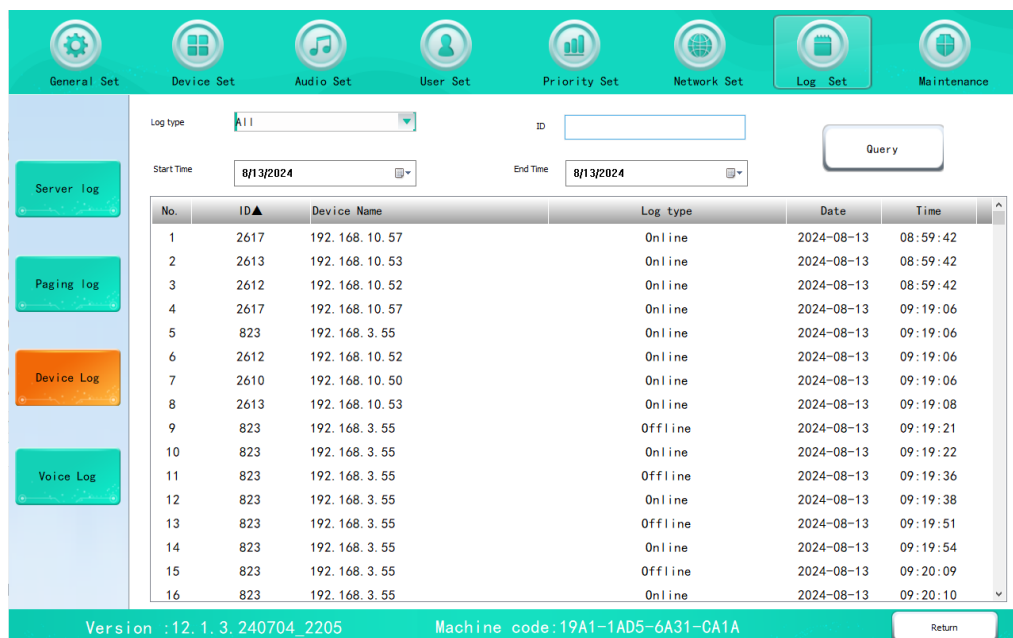 General Set Device Set Audio Set User Set Priority Set Network Set Log Set Maintenance
Log type All ID Query
Start Time 8/13/2024 End Time 8/13/2024
Server log
Paging log
Device Log
Voice Log
No. ID▲ Device Name Log type Date Time
1 2617 192.168.10.57 Online 2024-08-13 08:59:42
2 2613 192.168.10.53 Online 2024-08-13 08:59:42
3 2612 192.168.10.52 Online 2024-08-13 08:59:42
4 2617 192.168.10.57 Online 2024-08-13 09:19:06
5 823 192.168.3.55 Online 2024-08-13 09:19:06
6 2612 192.168.10.52 Online 2024-08-13 09:19:06
7 2610 192.168.10.50 Online 2024-08-13 09:19:06
8 2613 192.168.10.53 Online 2024-08-13 09:19:08
9 823 192.168.3.55 Offline 2024-08-13 09:19:21
10 823 192.168.3.55 Online 2024-08-13 09:19:22
11 823 192.168.3.55 Offline 2024-08-13 09:19:36
12 823 192.168.3.55 Online 2024-08-13 09:19:38
13 823 192.168.3.55 Offline 2024-08-13 09:19:51
14 823 192.168.3.55 Online 2024-08-13 09:19:54
15 823 192.168.3.55 Offline 2024-08-13 09:20:09
16 823 192.168.3.55 Online 2024-08-13 09:20:10
Version :12.1.3.240704_2205 Machine code:19A1-1AD5-6A31-CA1A Return